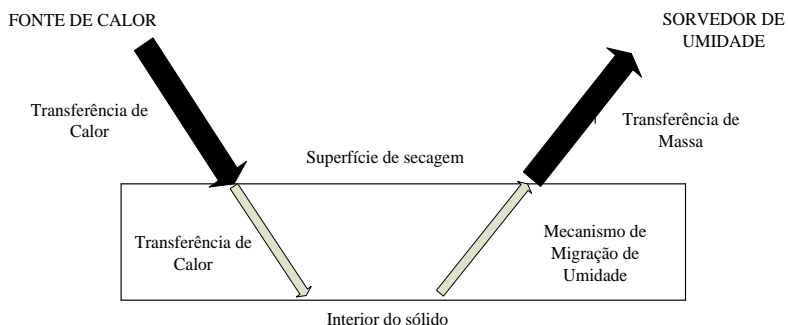 FONTE DE CALOR
SORVEDOR DE
UMIDADE
Transferência de
Calor
Transferência de
Massa
Superfície de secagem
Transferência de
Calor
Mecanismo de
Migração de
Umidade
Interior do sólido